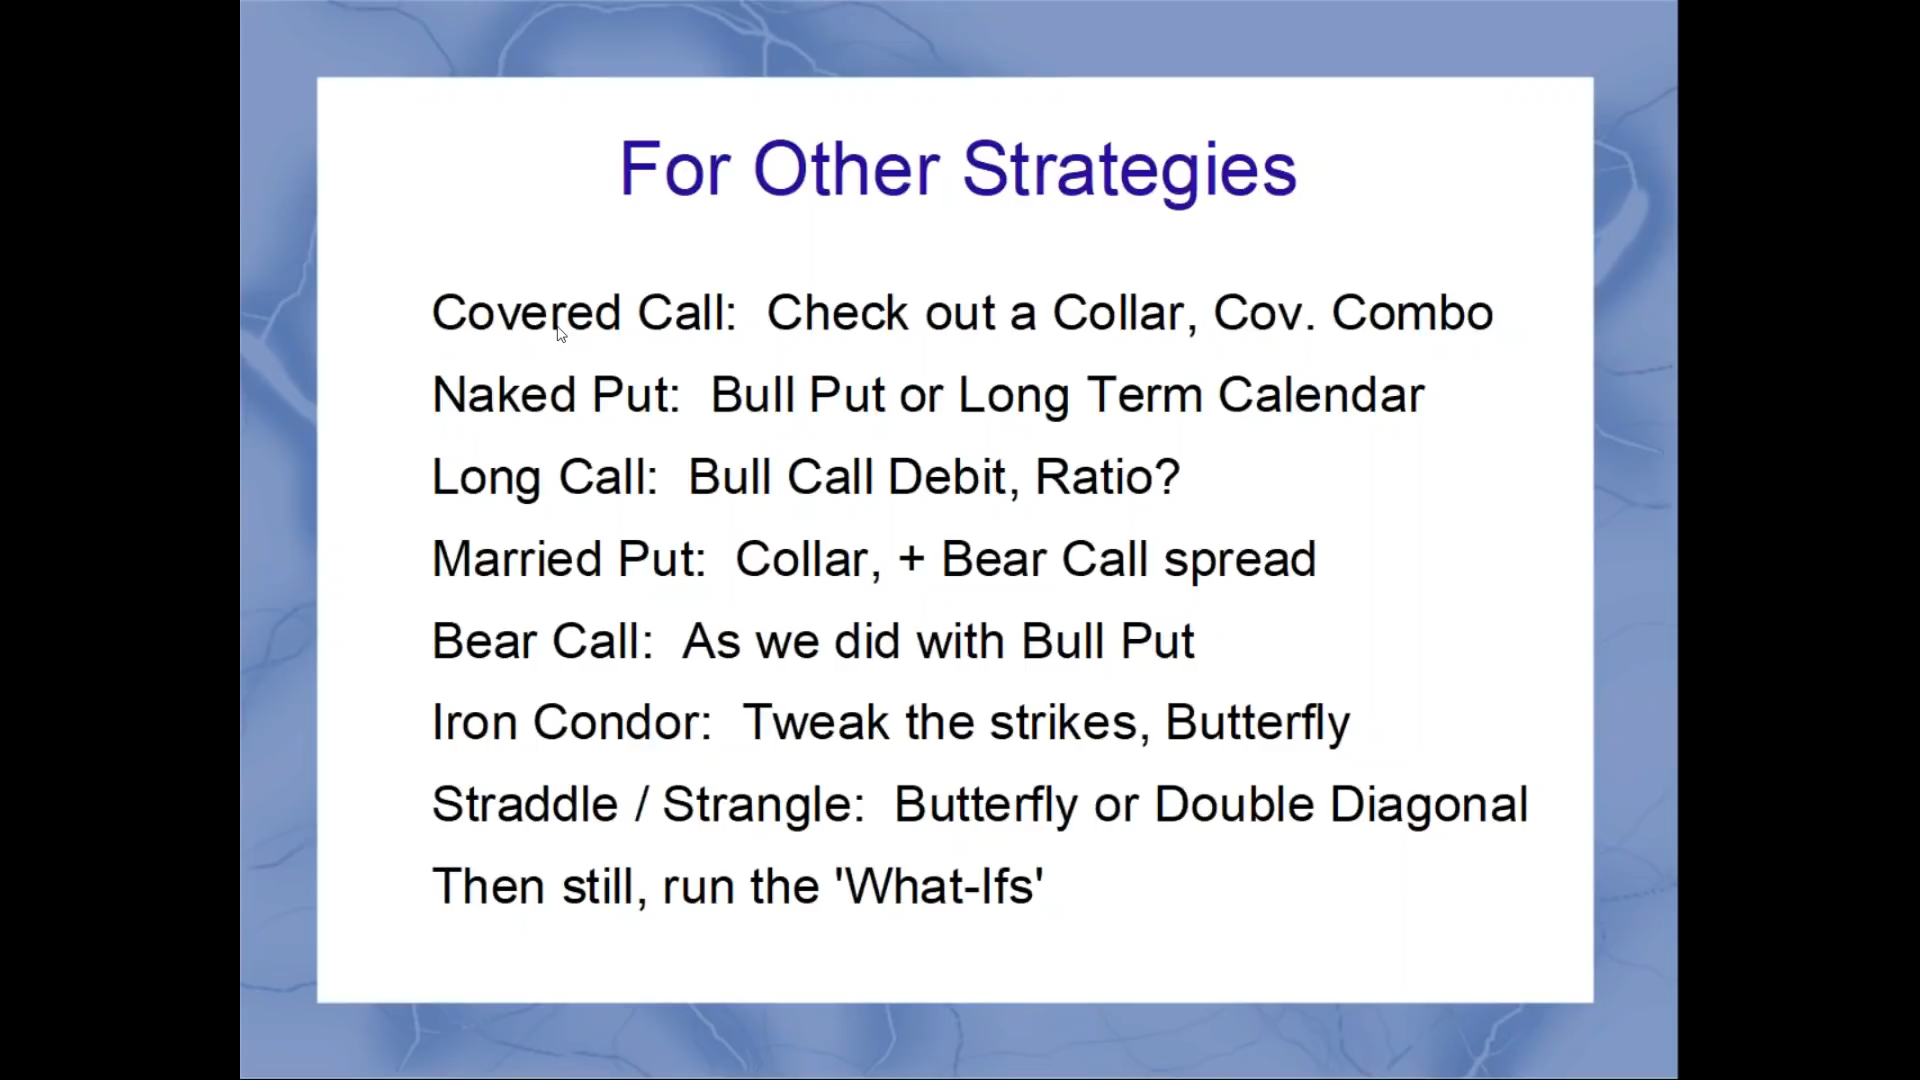 For Other Strategies
Covered Call:  Check out a Collar, Cov. Combo
Naked Put:  Bull Put or Long Term Calendar
Long Call:  Bull Call Debit, Ratio?
Married Put:  Collar, + Bear Call spread
Bear Call:  As we did with Bull Put
Iron Condor:  Tweak the strikes, Butterfly
Straddle / Strangle:  Butterfly or Double Diagonal
Then still, run the 'What-Ifs'